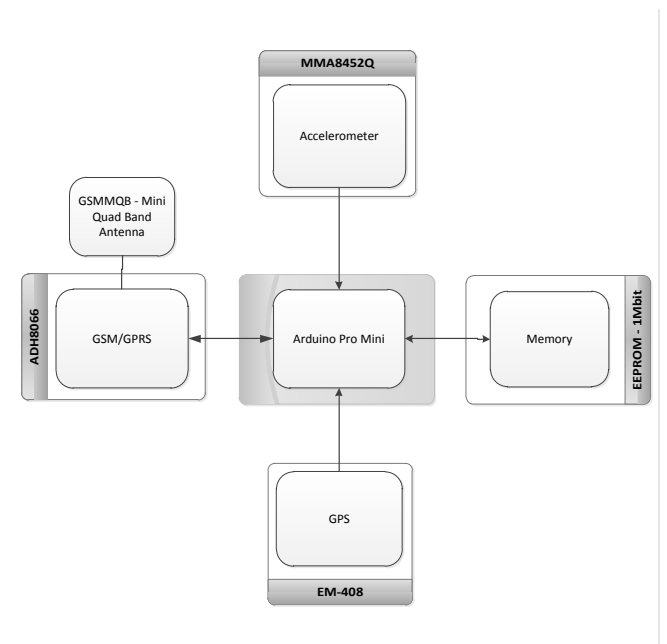 MMA8452Q
Accelerometer
GSMMQB - Mini
Quad Band
Antenna
ADH8066
GSM/GPRS
Arduino Pro Mini
Memory
EEPROM - 1Mbit
GPS
EM-408